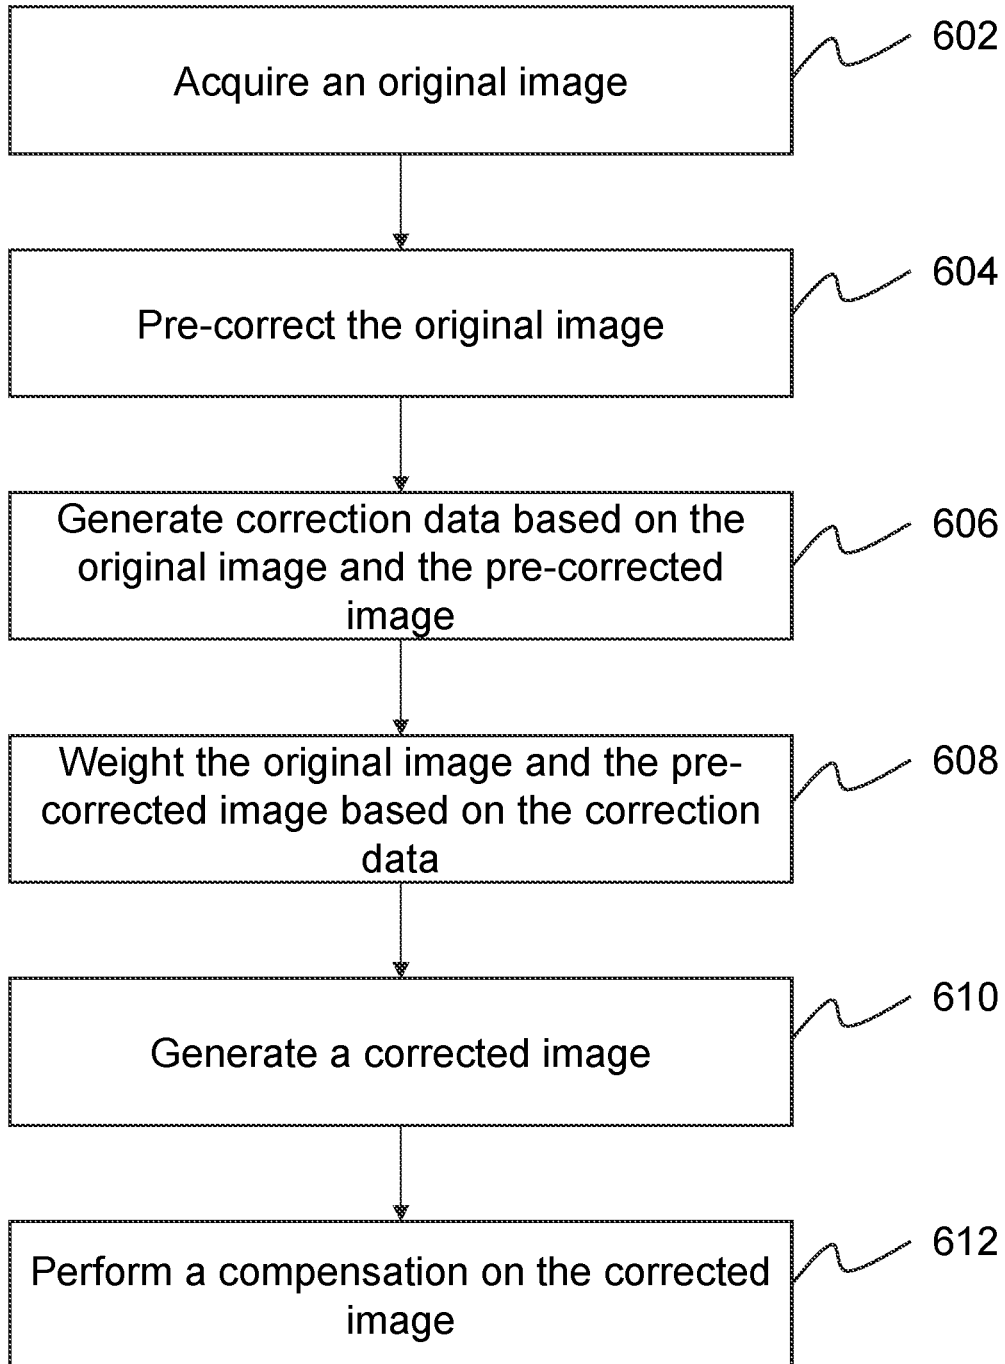 Acquire an original image
602
Pre-correct the original image
604
Generate correction data based on the
original image and the pre-corrected
image
606
Weight the original image and the pre-
corrected image based on the correction
data
608
Generate a corrected image
610
Perform a compensation on the corrected
image
612